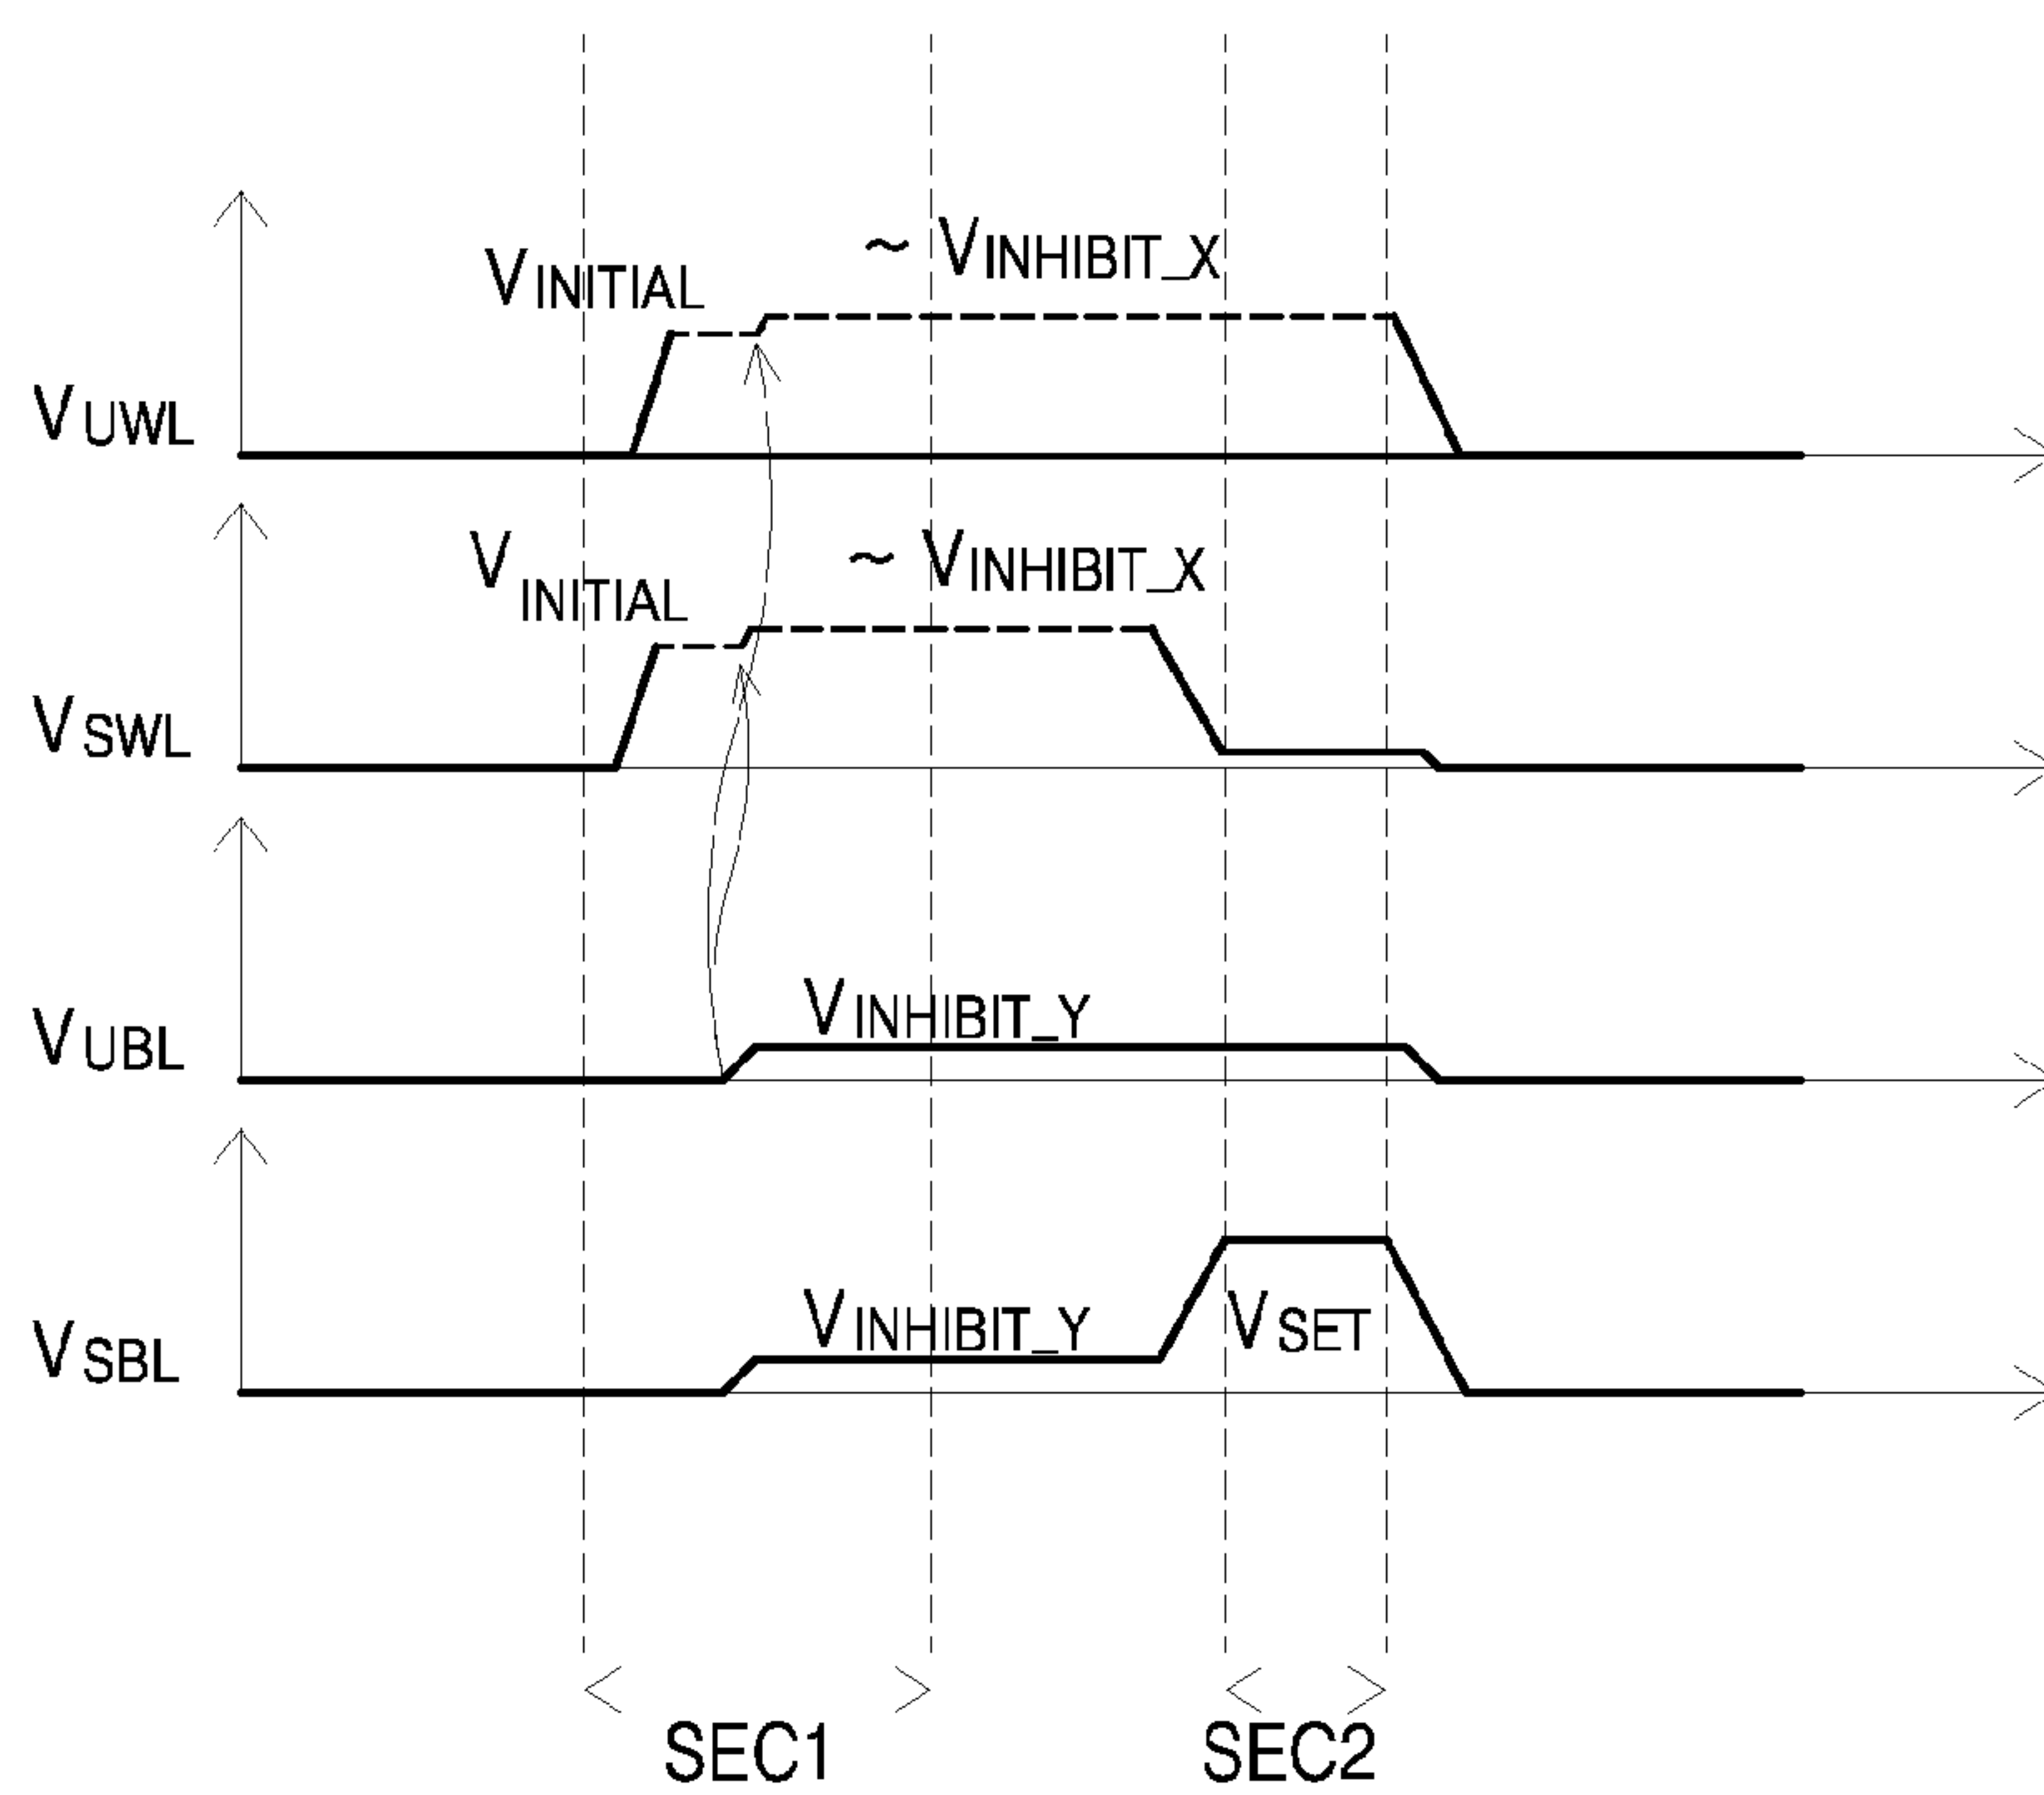 ~ VINHIBIT_X
VINITIAL
VUWL
~ VINHIBIT_X
VINITIAL
VSWL
VINHIBIT_Y
VUBL
VINHIBIT_Y
VSET
VSBL
SEC1
SEC2